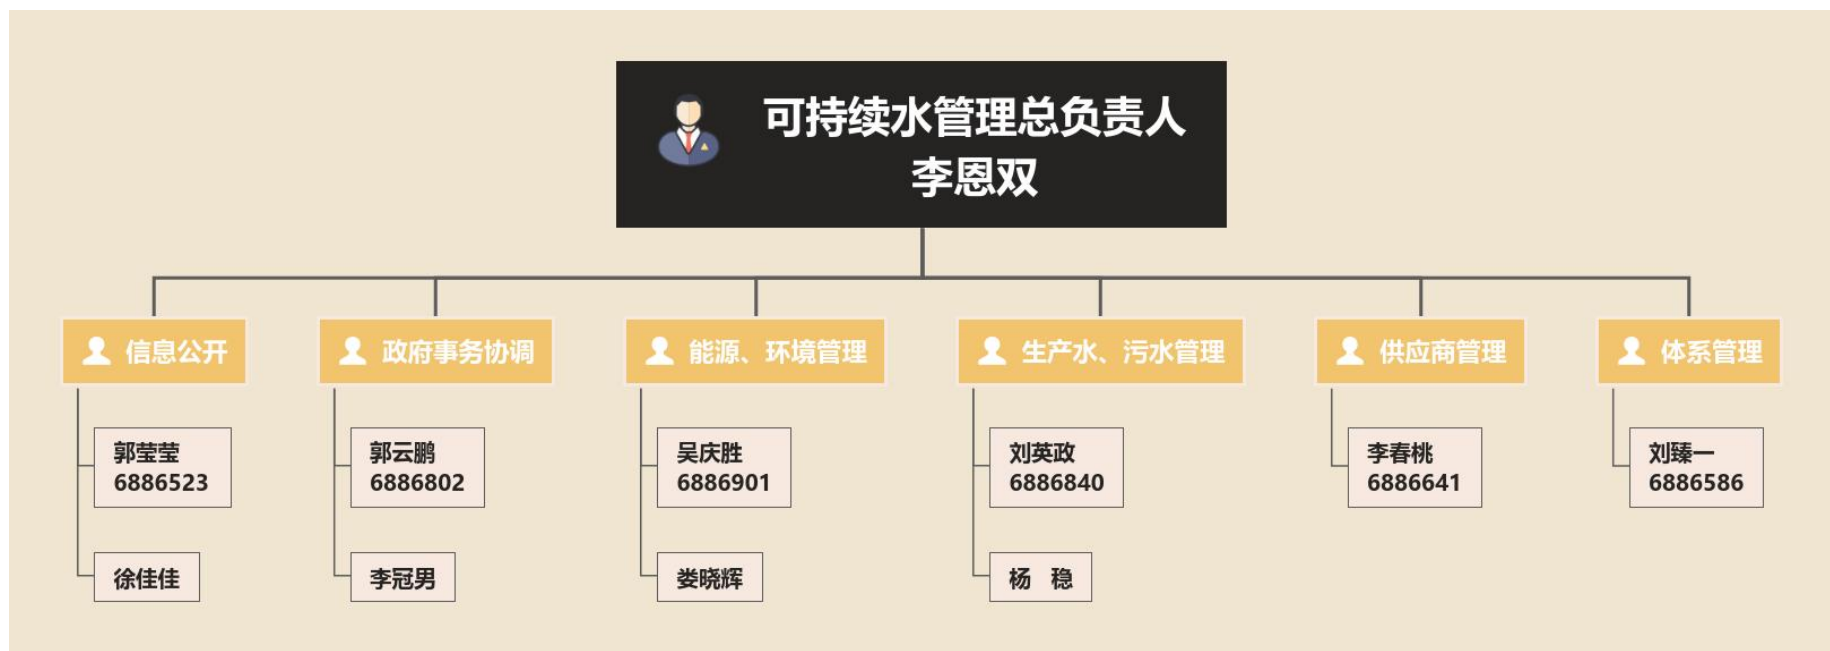 可持续水管理总负责人
李恩双
信息公开
政府事务协调
能源、环境管理
生产水、污水管理
供应商管理
体系管理
郭莹莹
6886523
郭云鹏
6886802
吴庆胜
6886901
刘英政
6886840
李春桃
6886641
刘臻一
6886586
徐佳佳
李冠男
娄晓辉
杨 稳